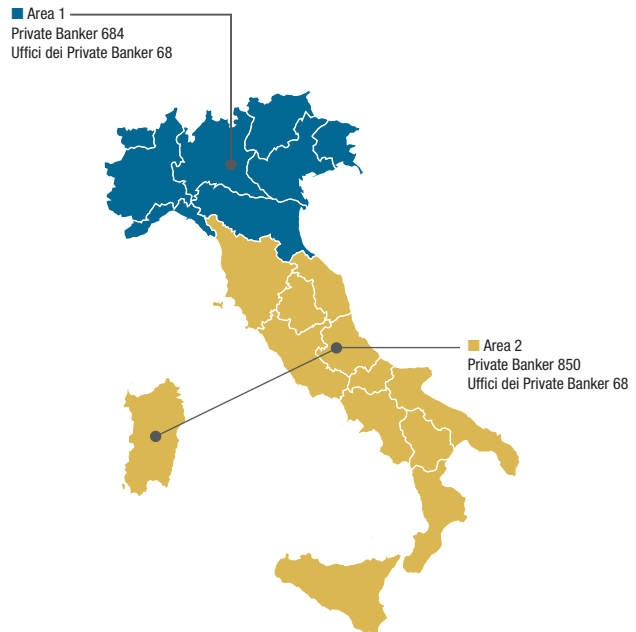 Area 1
Private Banker 684
Uffici dei Private Banker 68
Area 2
Private Banker 850
Uffici dei Private Banker 68